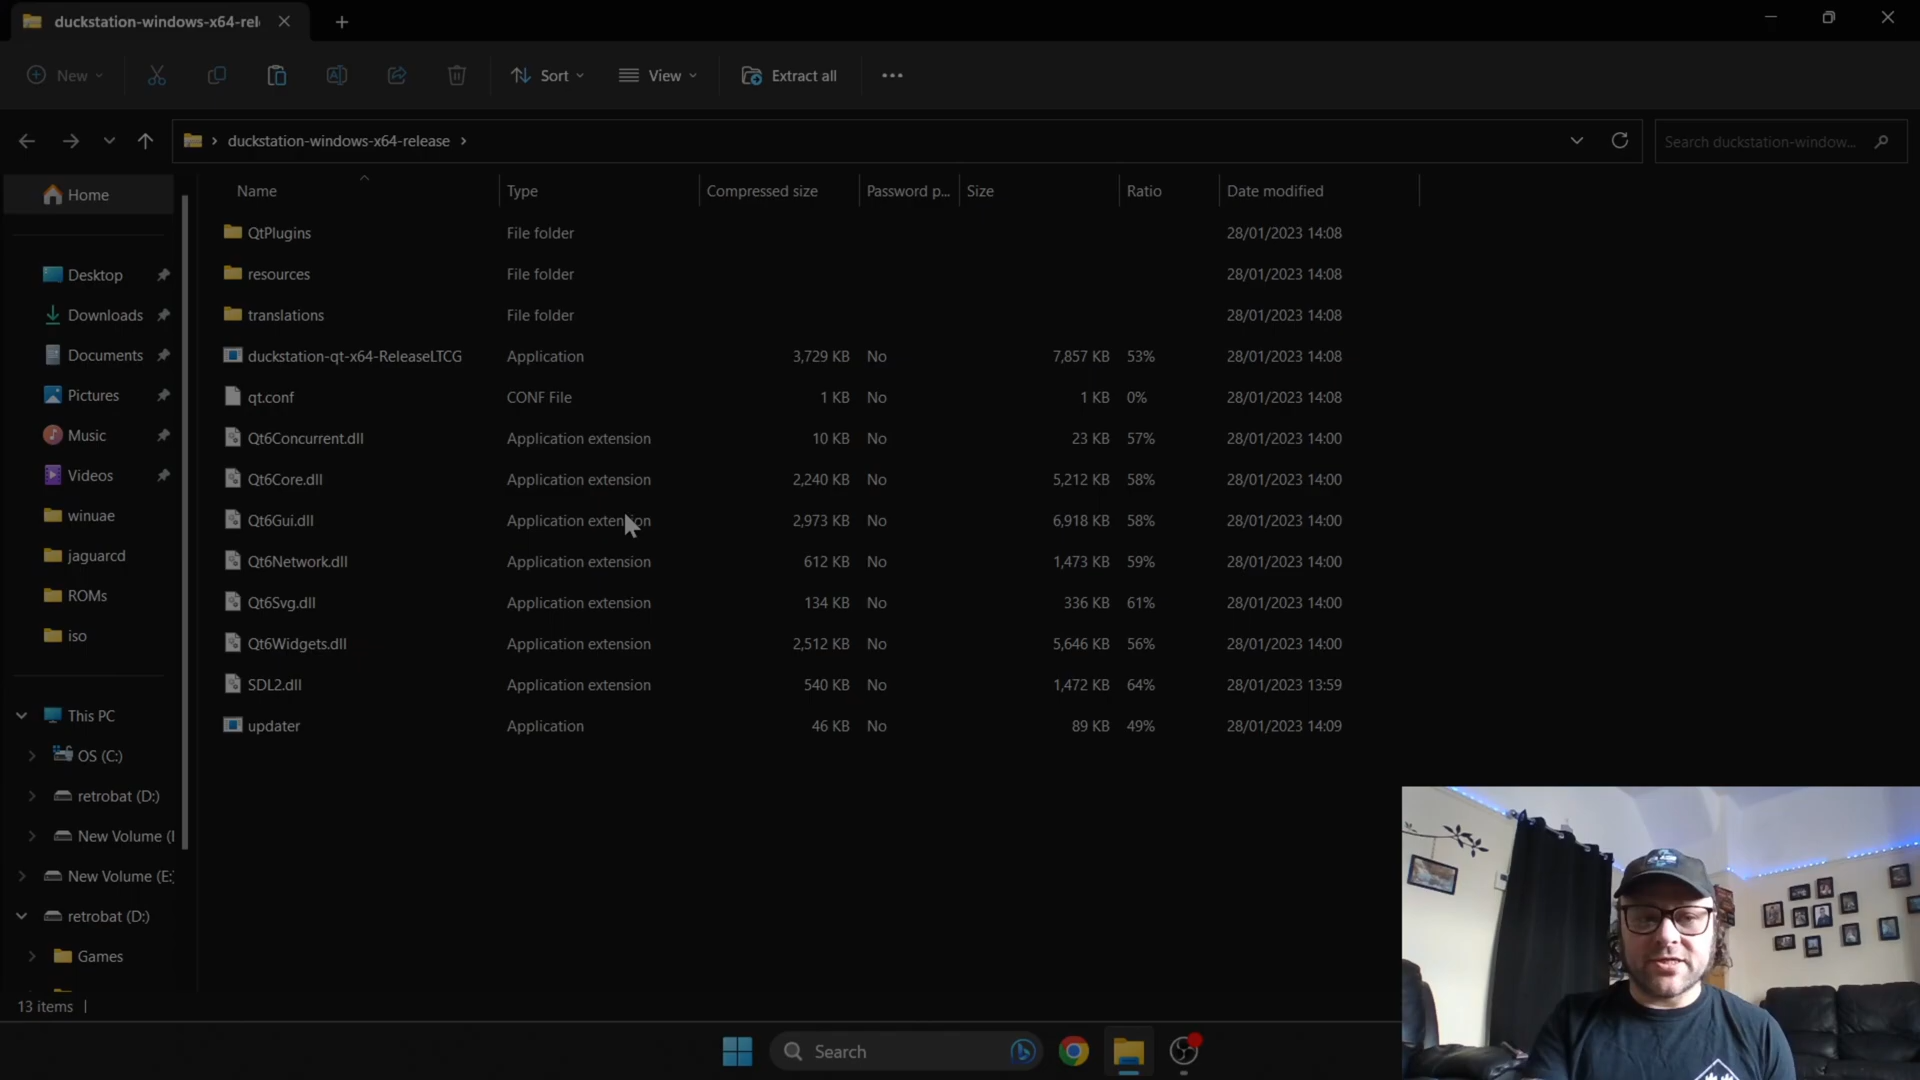 duckstation-windows-x64-rel
New
Sort
View
Extract all
duckstation-windows-x64-release
Search duckstation-window...
Name Type Compressed size Password p... Size Ratio Date modified
QtPlugins File folder 28/01/2023 14:08
resources File folder 28/01/2023 14:08
translations File folder 28/01/2023 14:08
duckstation-qt-x64-ReleaseLTCG Application 3,729 KB No 7,857 KB 53% 28/01/2023 14:08
qt.conf CONF File 1 KB No 1 KB 0% 28/01/2023 14:08
Qt6Concurrent.dll Application extension 10 KB No 23 KB 57% 28/01/2023 14:00
Qt6Core.dll Application extension 2,240 KB No 5,212 KB 58% 28/01/2023 14:00
Qt6Gui.dll Application extension 2,973 KB No 6,918 KB 58% 28/01/2023 14:00
Qt6Network.dll Application extension 612 KB No 1,473 KB 59% 28/01/2023 14:00
Qt6Svg.dll Application extension 134 KB No 336 KB 61% 28/01/2023 14:00
Qt6Widgets.dll Application extension 2,512 KB No 5,646 KB 56% 28/01/2023 14:00
SDL2.dll Application extension 540 KB No 1,472 KB 64% 28/01/2023 13:59
updater Application 46 KB No 89 KB 49% 28/01/2023 14:09
Home
Desktop
Downloads
Documents
Pictures
Music
Videos
winuae
jaguarcd
ROMs
iso
This PC
OS (C:)
retrobat (D:)
New Volume (
New Volume (E:
retrobat (D:)
Games
13 items
Search